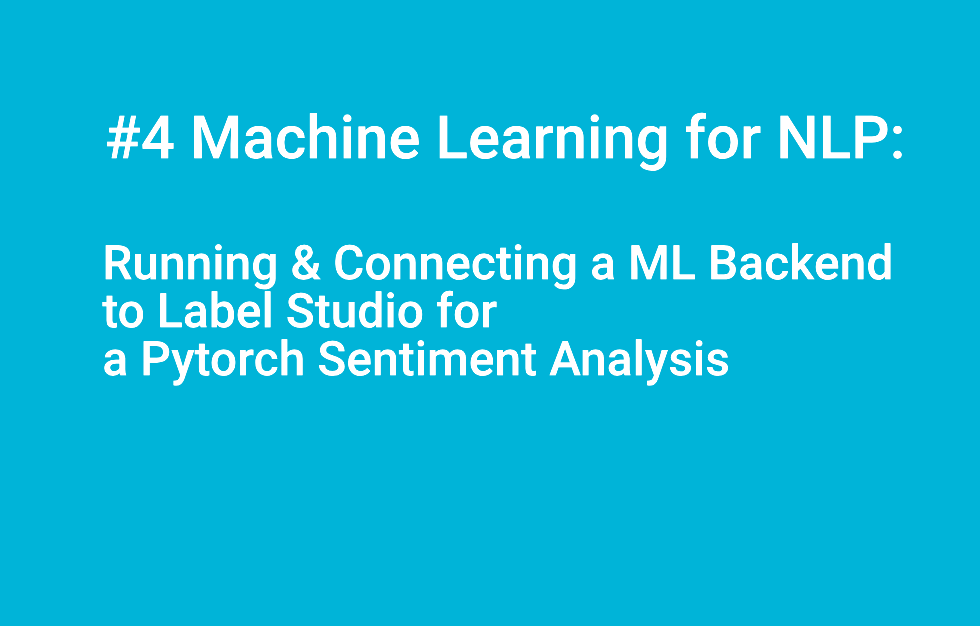 #4 Machine Learning for NLP:
Running & Connecting a ML Backend
to Label Studio for
a Pytorch Sentiment Analysis